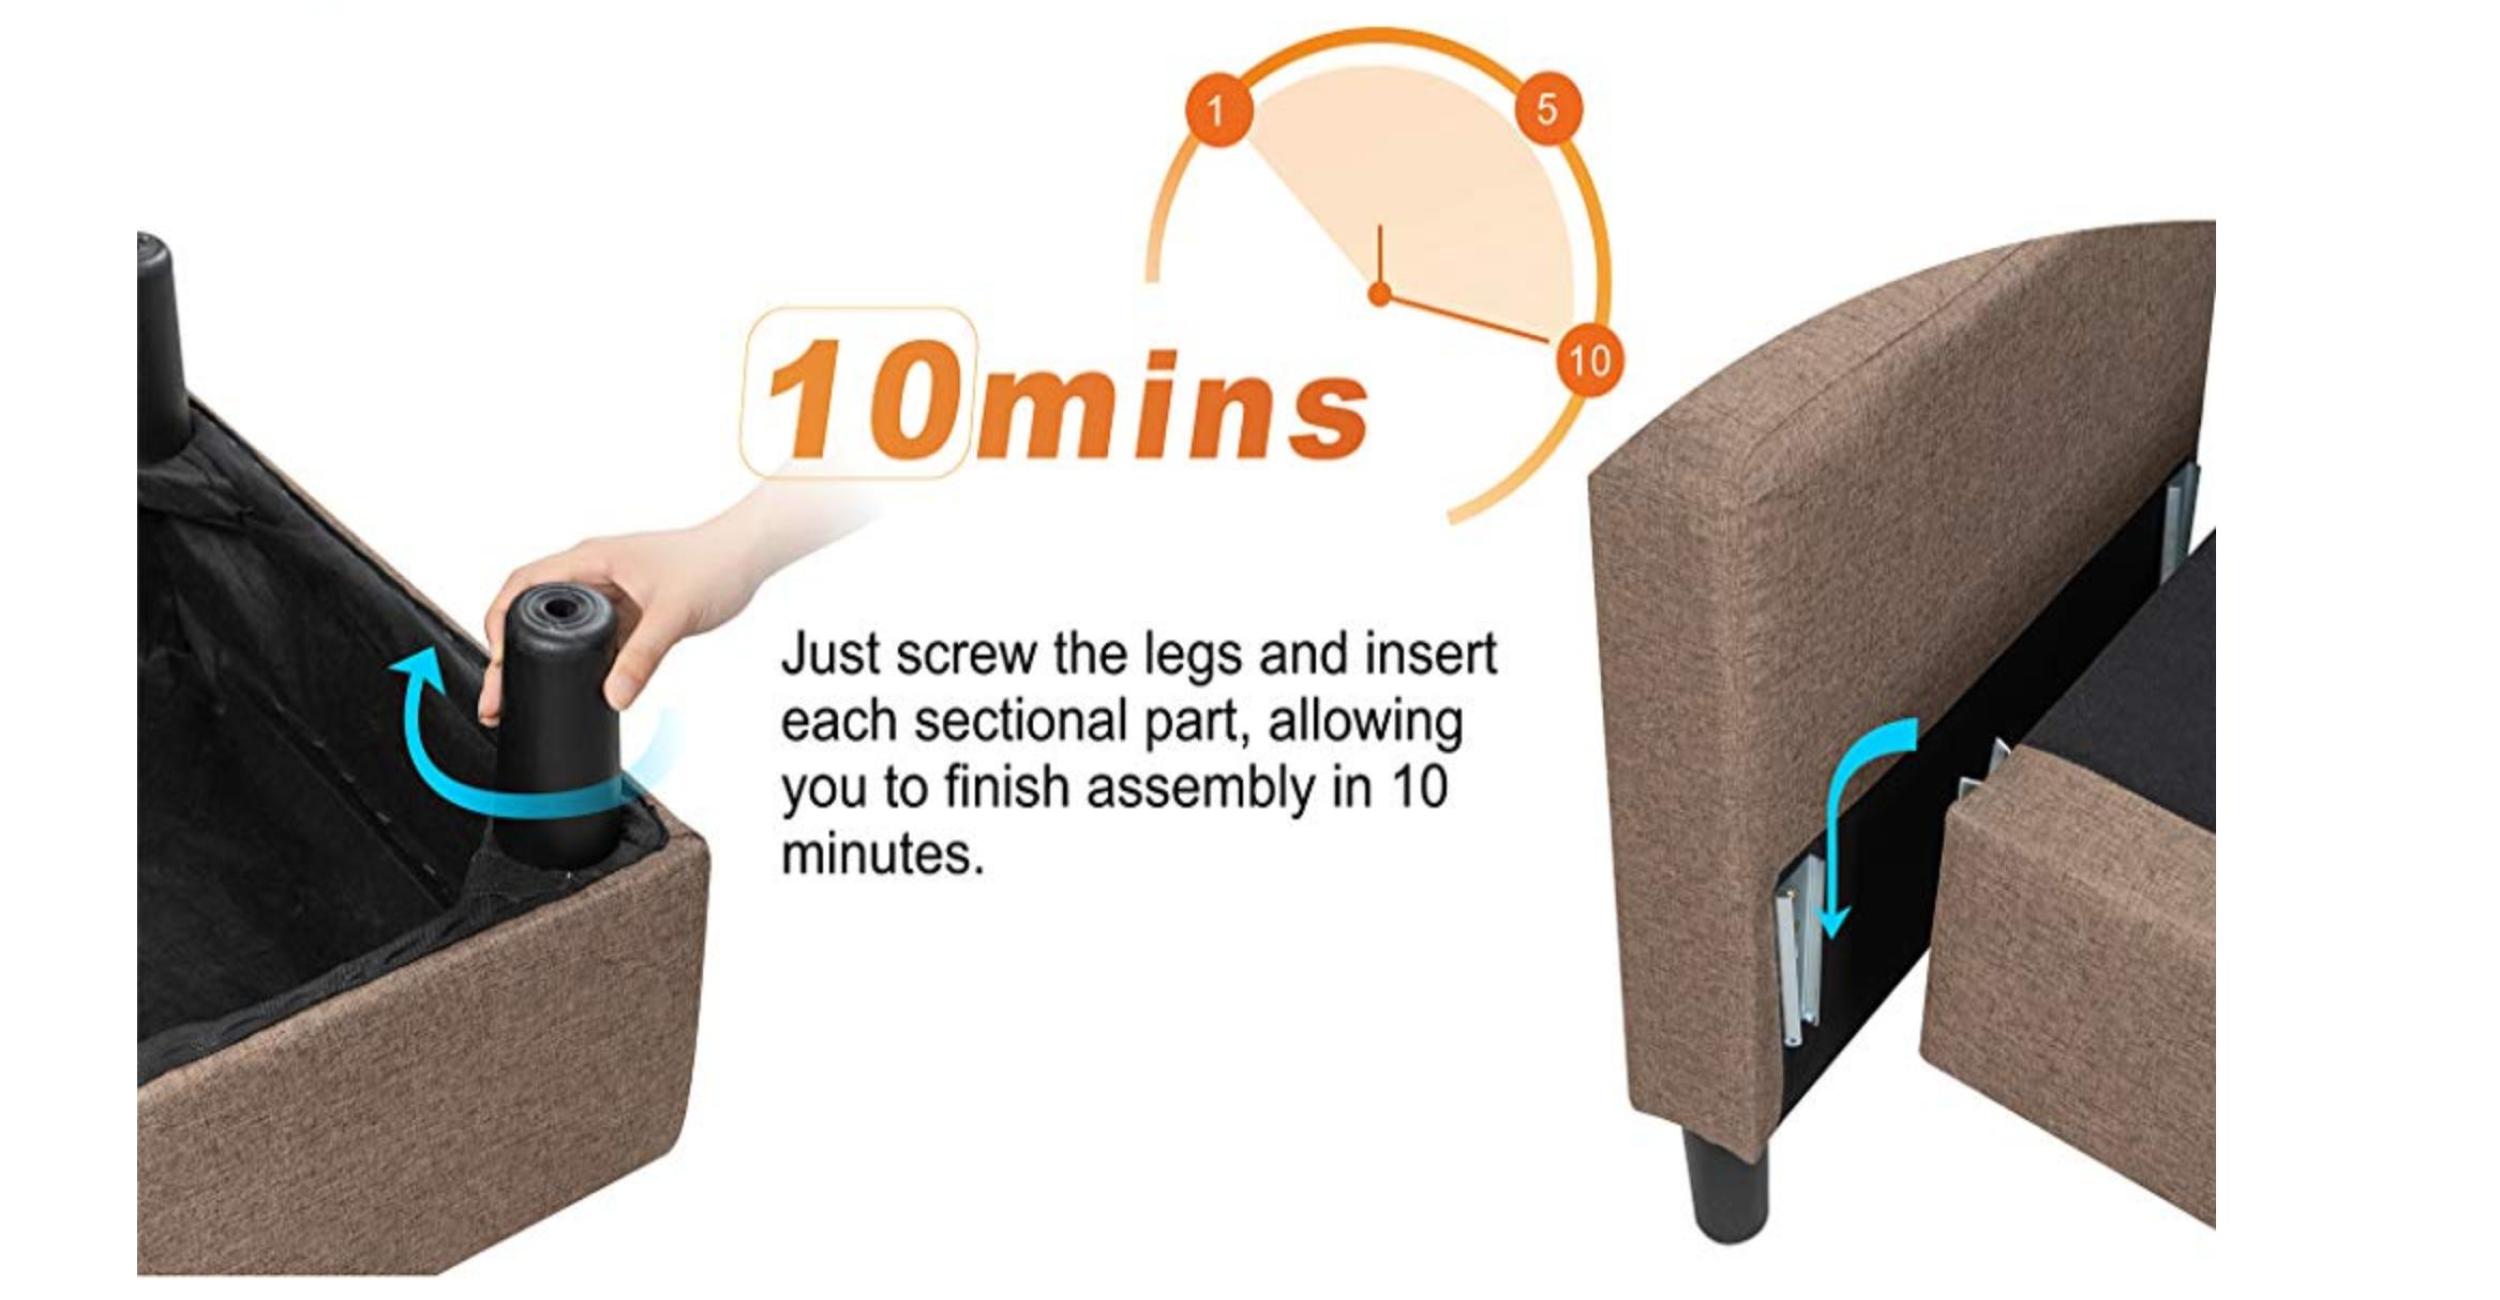 1
5
10
10mins
Just screw the legs and insert
each sectional part, allowing
you to finish assembly in 10
minutes.